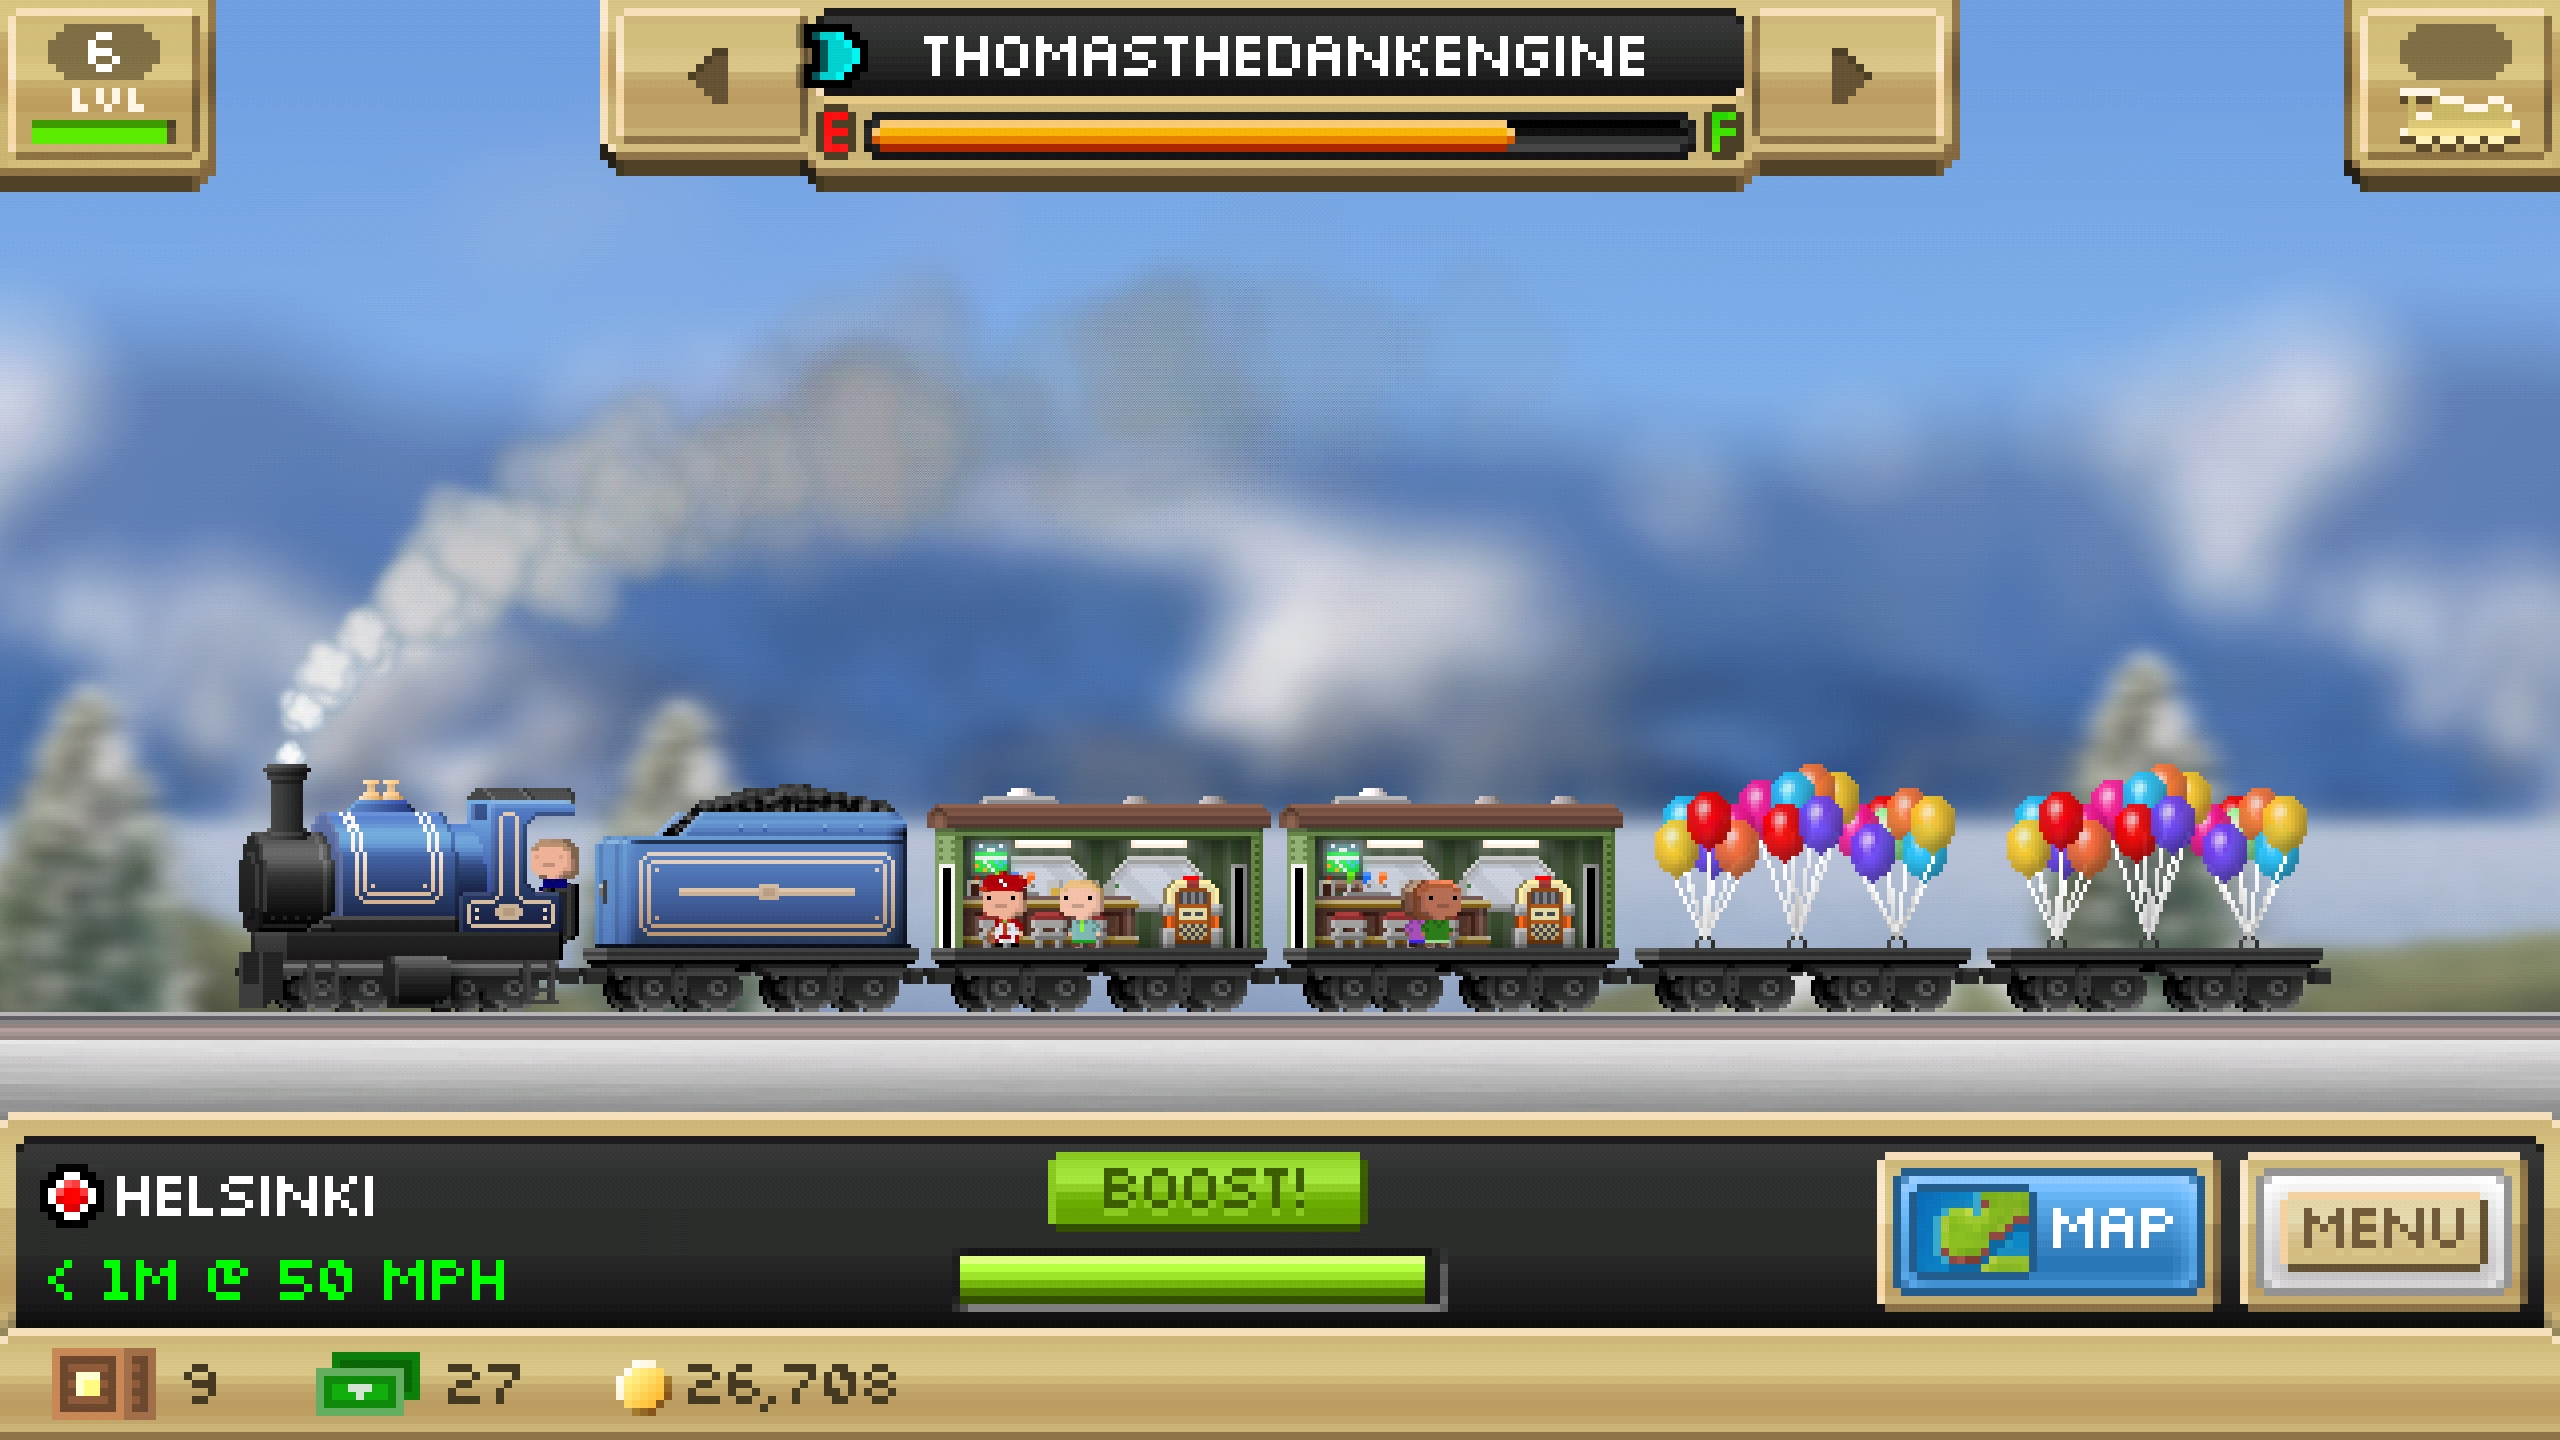 6
LVL
THOMASTHEDANKENGINE
E F
HELSINKI
< 1M @ 50 MPH
BOOST!
MAP
MENU
9 27 26,708